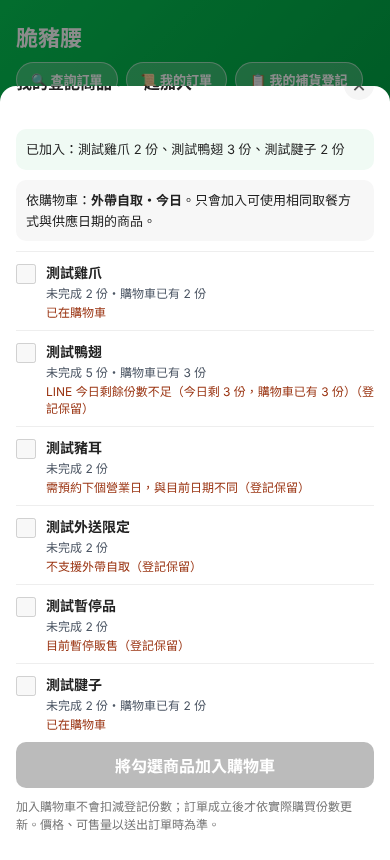 脆豬腰
🔍 查詢訂單
📜 我的訂單
📋 我的補貨登記
我的登記商品
已加入：測試雞爪 2 份、測試鴨翅 3 份、測試腱子 2 份
依購物車：外帶自取・今日。只會加入可使用相同取餐方
式與供應日期的商品。
測試雞爪
未完成 2 份・購物車已有 2 份
已在購物車
測試鴨翅
未完成 5 份・購物車已有 3 份
LINE 今日剩餘份數不足（今日剩 3 份，購物車已有 3 份）（登
記保留）
測試豬耳
未完成 2 份
需預約下個營業日，與目前日期不同（登記保留）
測試外送限定
未完成 2 份
不支援外帶自取（登記保留）
測試暫停品
未完成 2 份
目前暫停販售（登記保留）
測試腱子
未完成 2 份・購物車已有 2 份
已在購物車
將勾選商品加入購物車
加入購物車不會扣減登記份數；訂單成立後才依實際購買份數更
新。價格、可售量以送出訂單時為準。